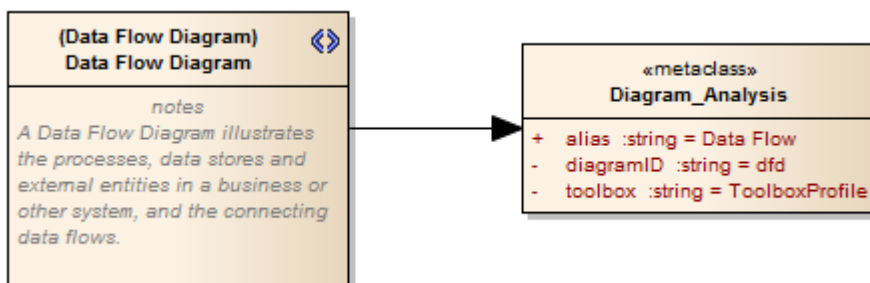 (Data Flow Diagram)
Data Flow Diagram
notes
A Data Flow Diagram illustrates
the processes, data stores and
external entities in a business or
other system, and the connecting
data flows.
«metaclass»
Diagram_Analysis
+ alias :string = Data Flow
- diagramID :string = dfd
- toolbox :string = ToolboxProfile